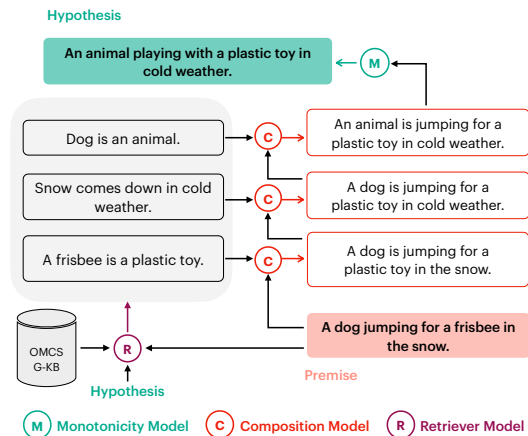 Hypothesis
An animal playing with a plastic toy in
cold weather.
M
Dog is an animal.
C
An animal is jumping for a
plastic toy in cold weather.
Snow comes down in cold
weather.
C
A dog is jumping for a
plastic toy in cold weather.
A frisbee is a plastic toy.
C
A dog is jumping for a
plastic toy in the snow.
OMCS
G-KB
R
A dog jumping for a frisbee
in the snow.
Hypothesis
Premise
M Monotonicity Model
C Composition Model
R Retriever Model